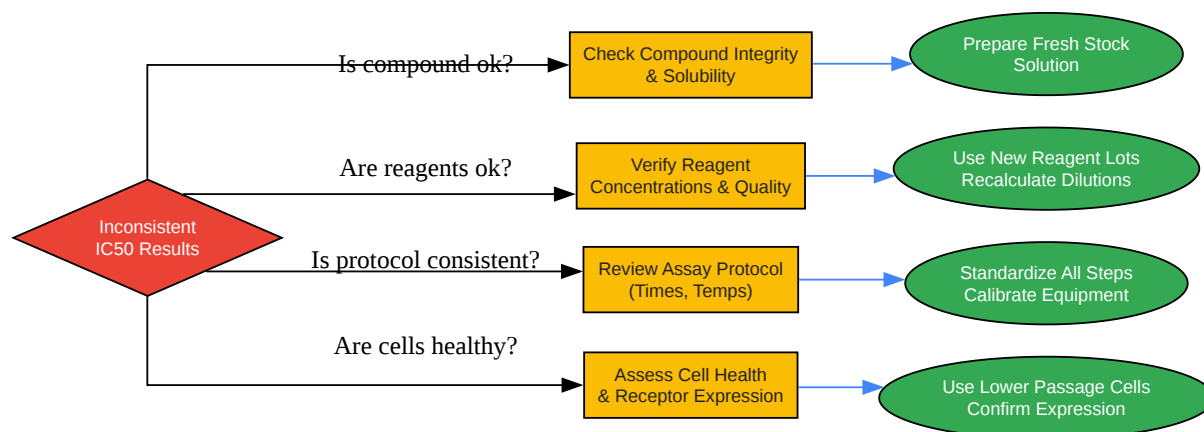 Is compound ok?
Check Compound Integrity
& Solubility
Prepare Fresh Stock
Solution
Are reagents ok?
Verify Reagent
Concentrations & Quality
Use New Reagent Lots
Recalculate Dilutions
Inconsistent
IC50 Results
Is protocol consistent?
Review Assay Protocol
(Times, Temps)
Standardize All Steps
Calibrate Equipment
Are cells healthy?
Assess Cell Health
& Receptor Expression
Use Lower Passage Cells
Confirm Expression